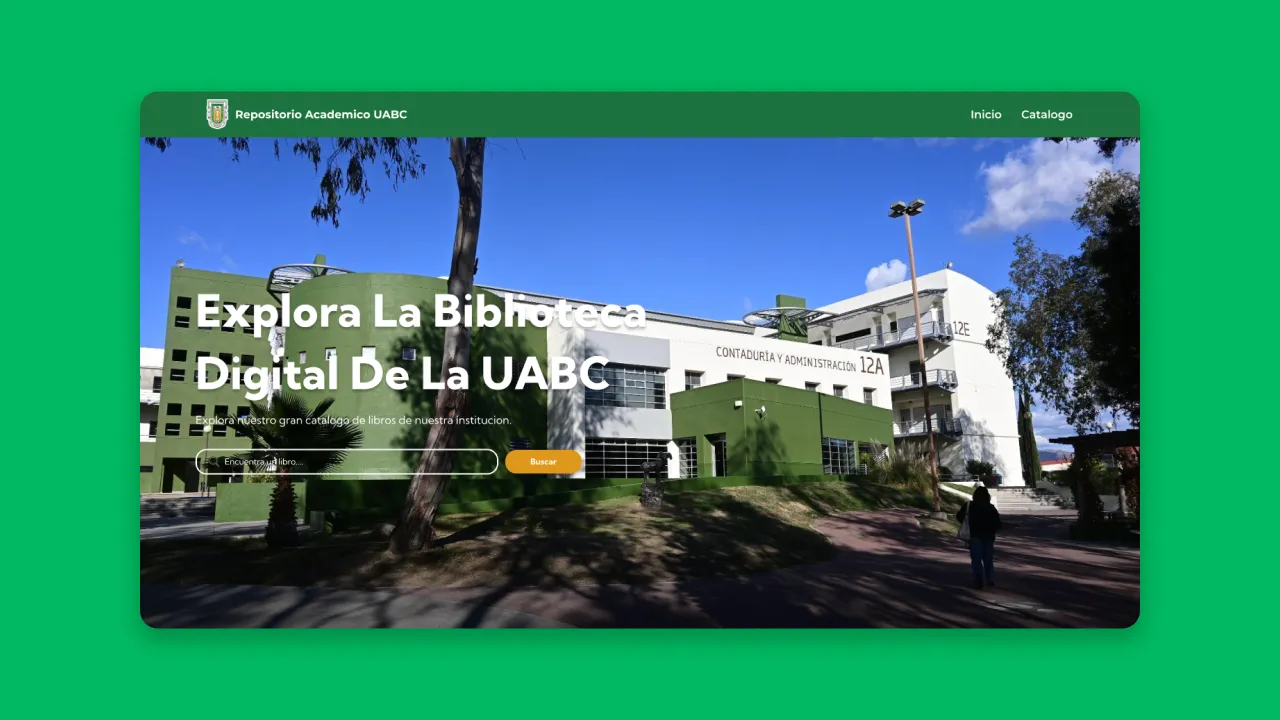 Repositorio Academico UABC
Inicio
Catalogo
Explora La Biblioteca
Digital De La UABC
Explora nuestro gran catalogo de libros de nuestra institucion.
Encuentra un libro...
Buscar
CONTADURÍA Y ADMINISTRACIÓN 12A
12E